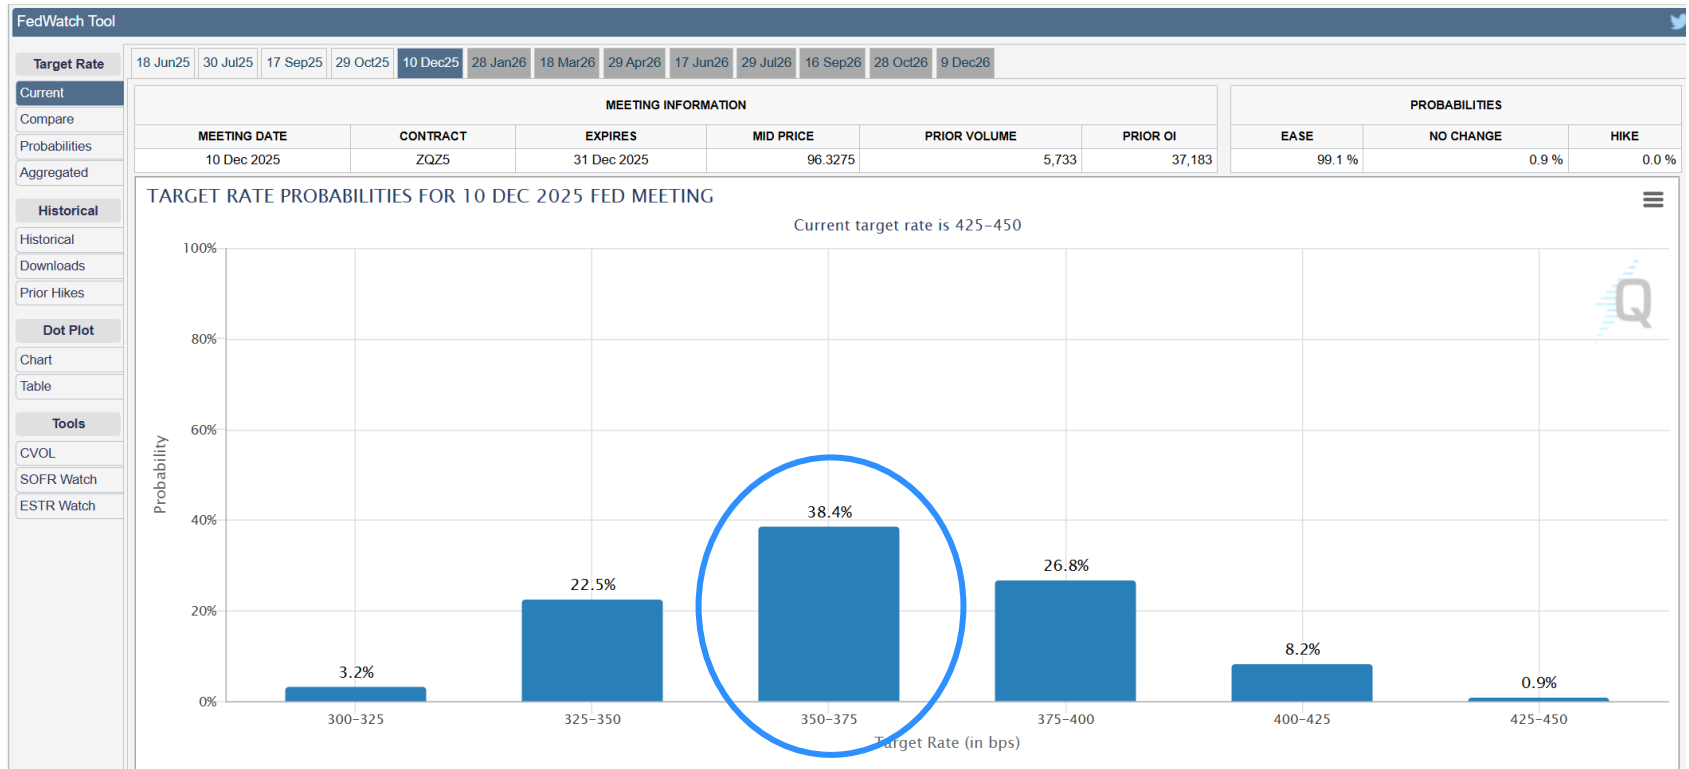 FedWatch Tool
Target Rate
Current
Compare
Probabilities
Aggregated
Historical
Historical
Downloads
Prior Hikes
Dot Plot
Chart
Table
Tools
CVOL
SOFR Watch
ESTR Watch
18 Jun25 30 Jul25 17 Sep25 29 Oct25 10 Dec25 28 Jan26 18 Mar26 29 Apr26 17 Jun26 29 Jul26 16 Sep26 28 Oct26 9 Dec26
MEETING INFORMATION
MEETING DATE CONTRACT EXPIRES MID PRICE PRIOR VOLUME PRIOR OI
10 Dec 2025 ZQZ5 31 Dec 2025 96.3275 5,733 37,183
PROBABILITIES
EASE NO CHANGE HIKE
99.1 % 0.9 % 0.0 %
TARGET RATE PROBABILITIES FOR 10 DEC 2025 FED MEETING
Current target rate is 425–450
Probability
100%
80%
60%
40%
20%
0%
3.2%
22.5%
38.4%
26.8%
8.2%
0.9%
300–325 325–350 350–375 375–400 400–425 425–450
Target Rate (in bps)
Q